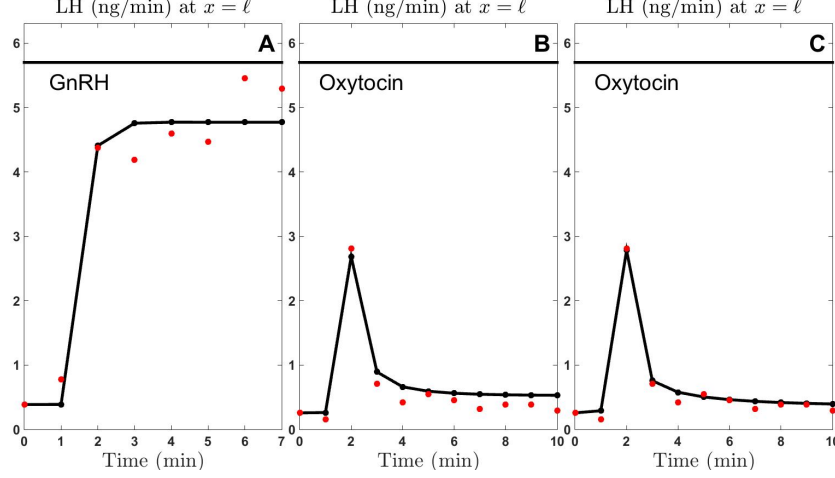 LH (ng/min) at x = ℓ
LH (ng/min) at x = ℓ
LH (ng/min) at x = ℓ
A
B
C
GnRH
Oxytocin
Oxytocin
6
5
4
3
2
1
0
0 1 2 3 4 5 6 7
Time (min)
6
5
4
3
2
1
0
0 2 4 6 8 10
Time (min)
6
5
4
3
2
1
0
0 2 4 6 8 10
Time (min)